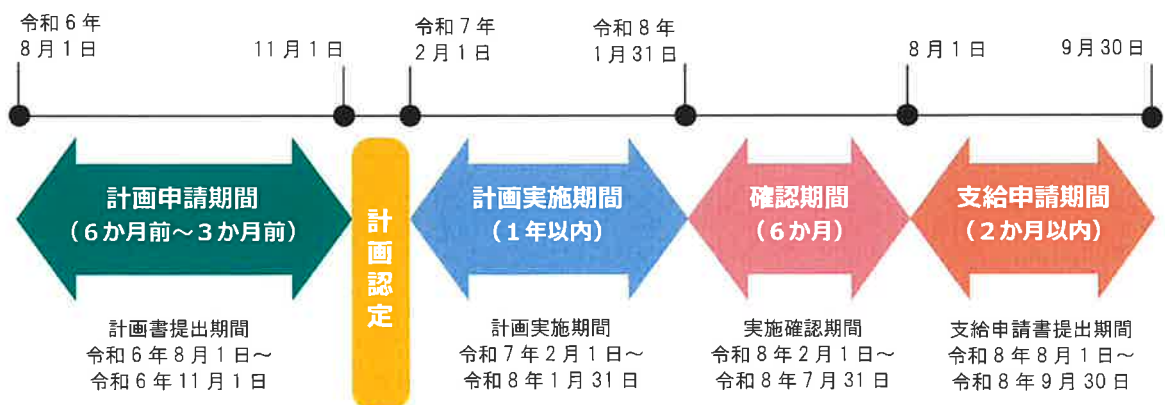 令和6年
8月1日
11月1日
令和7年
2月1日
令和8年
1月31日
8月1日
9月30日
計画申請期間
（6か月前～3か月前）
計画認定
計画実施期間
（1年以内）
確認期間
（6か月）
支給申請期間
（2か月以内）
計画書提出期間
令和6年8月1日～
令和6年11月1日
計画実施期間
令和7年2月1日～
令和8年1月31日
実施確認期間
令和8年2月1日～
令和8年7月31日
支給申請書提出期間
令和8年8月1日～
令和8年9月30日